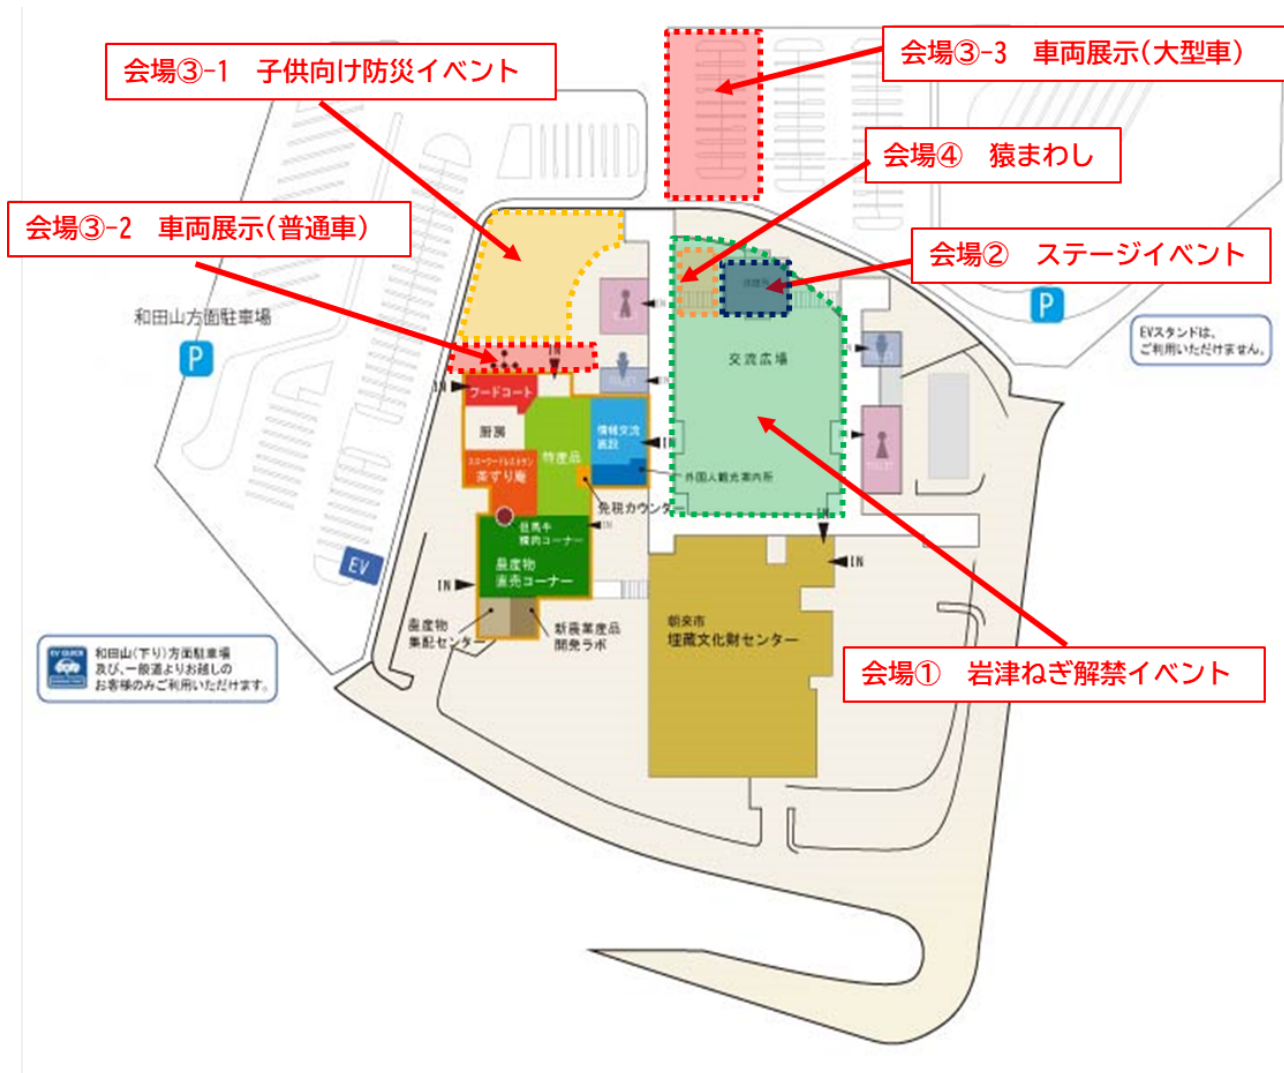 会場③-1　子供向け防災イベント
会場③-3　車両展示(大型車)
会場④　猿まわし
会場③-2　車両展示(普通車)
会場②　ステージイベント
和田山方面駐車場
P
P
EVスタンドは、
ご利用いただけません。
IN
IN
IN
IN
IN
交流広場
フードコート
厨房
特産品
情報交流
施設
IN
茶すり庵
外国人観光案内所
免税カウンター
IN
但馬牛
精肉コーナー
IN
IN
農産物
直売コーナー
EV
IN
農産物
集配センター
新農業産品
開発ラボ
朝来市
埋蔵文化財センター
会場①　岩津ねぎ解禁イベント
EV QUICK
和田山(下り)方面駐車場
及び、一般道よりお越しの
お客様のみご利用いただけます。